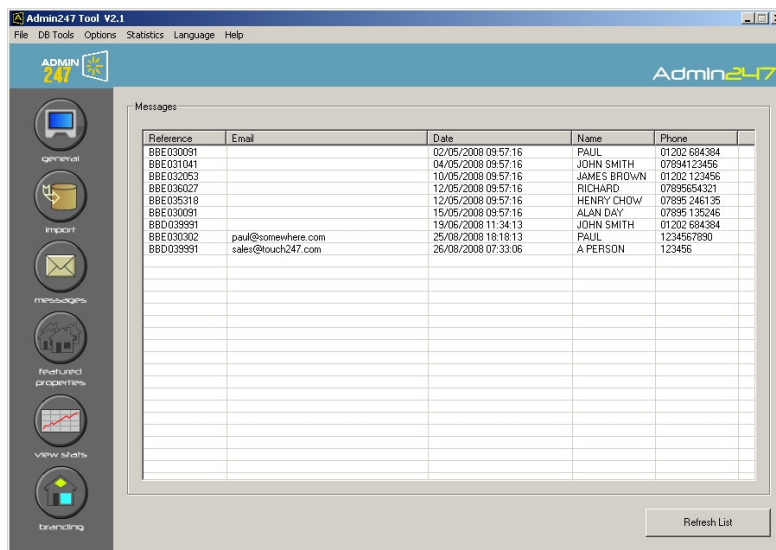 Admin247 Tool V2.1
File DB Tools Options Statistics Language Help
ADMIN
247
Admin247
general
import
messages
featured
properties
view stats
branding
Messages
Reference Email Date Name Phone
BBE030091 02/05/2008 09:57:16 PAUL 01202 684384
BBE031041 04/05/2008 09:57:16 JOHN SMITH 07894123456
BBE032053 10/05/2008 09:57:16 JAMES BROWN 01202 123456
BBE036027 12/05/2008 09:57:16 RICHARD 07895654321
BBE035318 12/05/2008 09:57:16 HENRY CHOW 07895 246135
BBE030091 15/05/2008 09:57:16 ALAN DAY 07895 135246
BBD039991 19/06/2008 11:34:13 JOHN SMITH 01202 684384
BBE030302 paul@somewhere.com 25/08/2008 18:18:13 PAUL 1234567890
BBD039991 sales@touch247.com 26/08/2008 07:33:06 A PERSON 123456
Refresh List